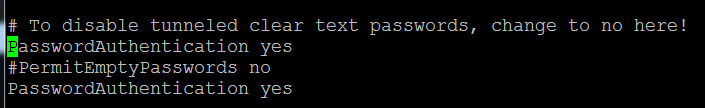 # To disable tunneled clear text passwords, change to no here!
PasswordAuthentication yes
#PermitEmptyPasswords no
PasswordAuthentication yes